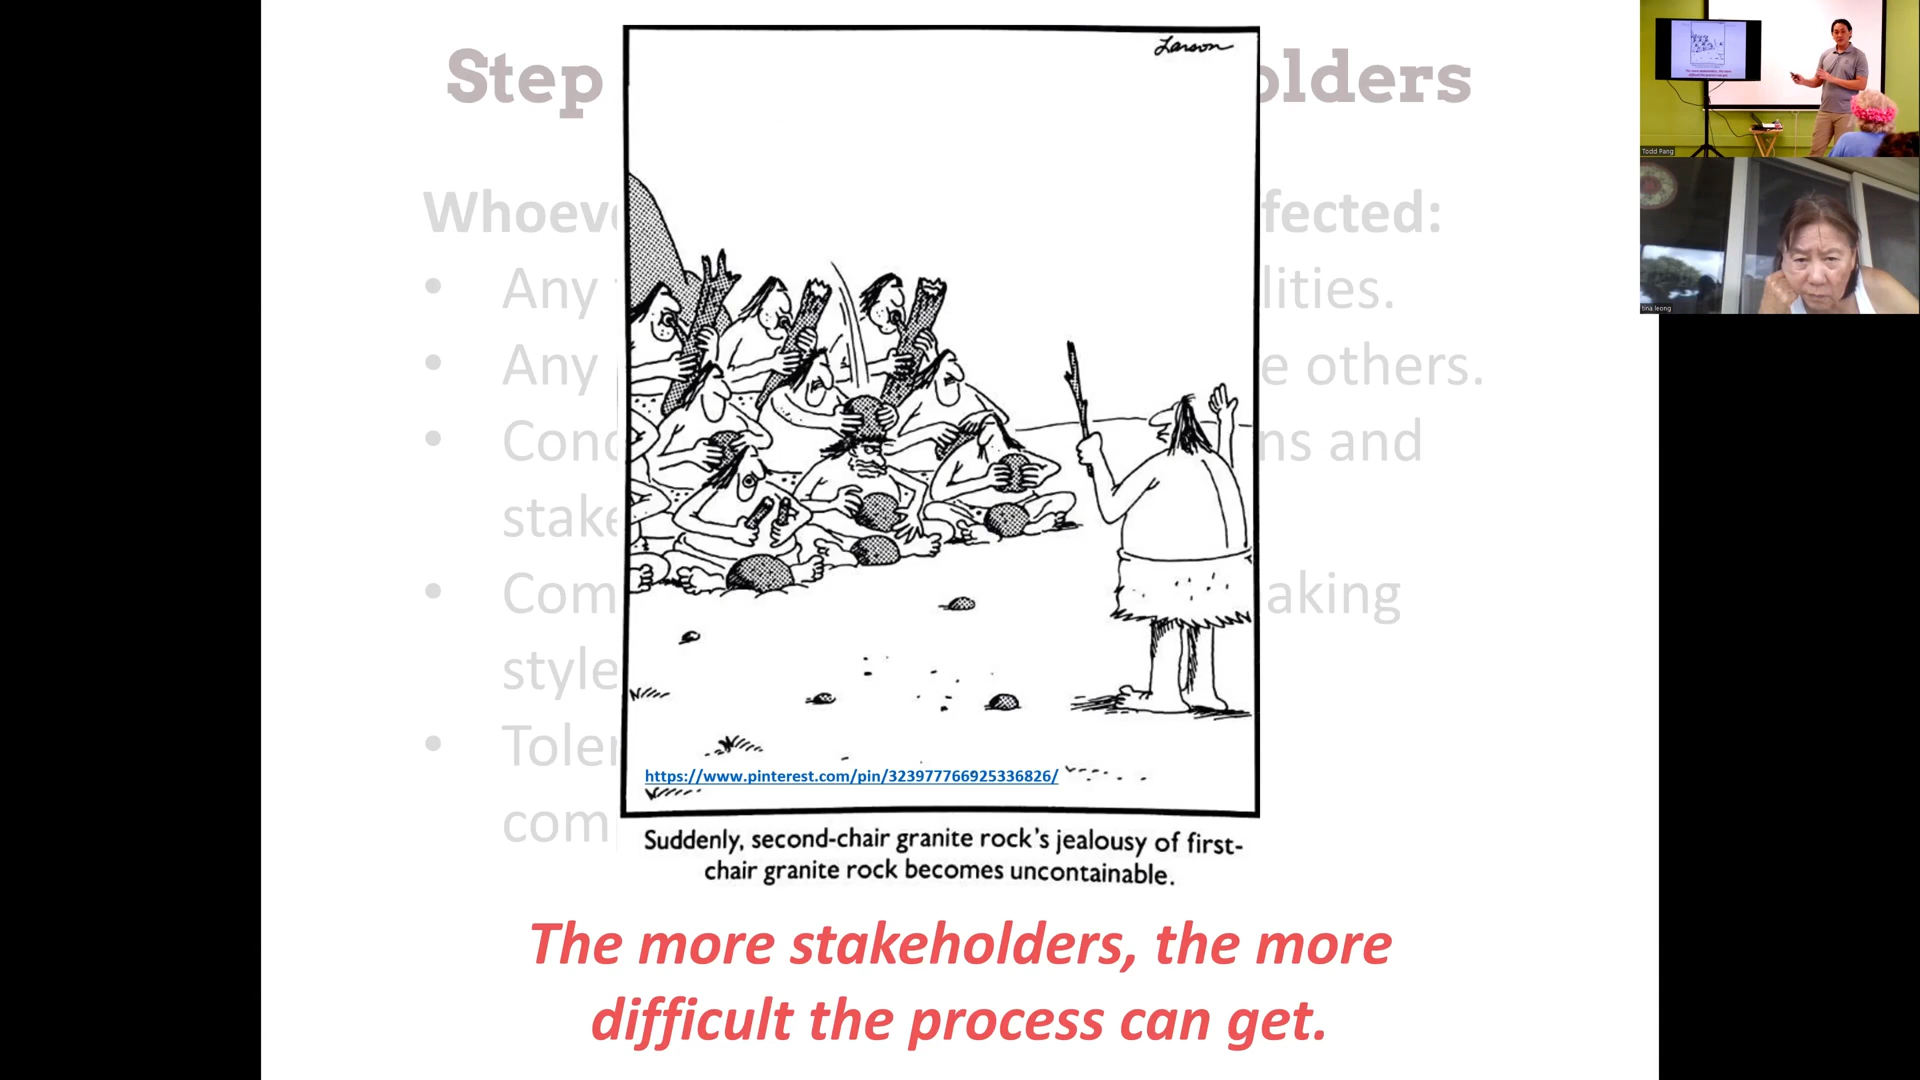 Larson
Step
olders
Whoev
fected:
• Any
lities.
• Any
e others.
• Conc
ns and
stake
• Com
aking
style
• Toler
com
https://www.pinterest.com/pin/323977766925336826/
Suddenly, second-chair granite rock's jealousy of first-
chair granite rock becomes uncontainable.
The more stakeholders, the more
difficult the process can get.
Todd Pang
tina leong